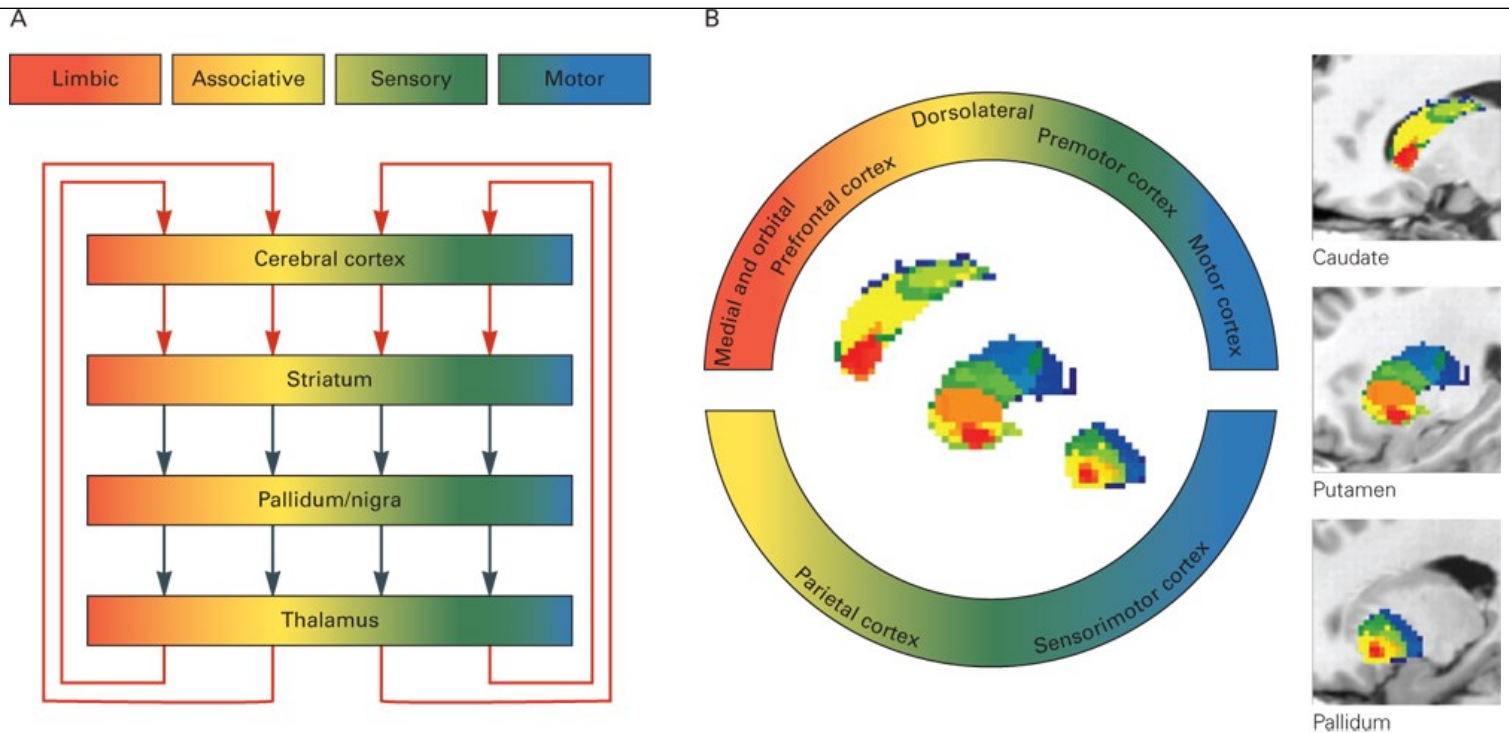 A
Limbic
Associative
Sensory
Motor
Cerebral cortex
Striatum
Pallidum/nigra
Thalamus
B
Medial and orbital
Prefrontal cortex
Dorsolateral
Premotor cortex
Motor cortex
Parietal cortex
Sensorimotor cortex
Caudate
Putamen
Pallidum